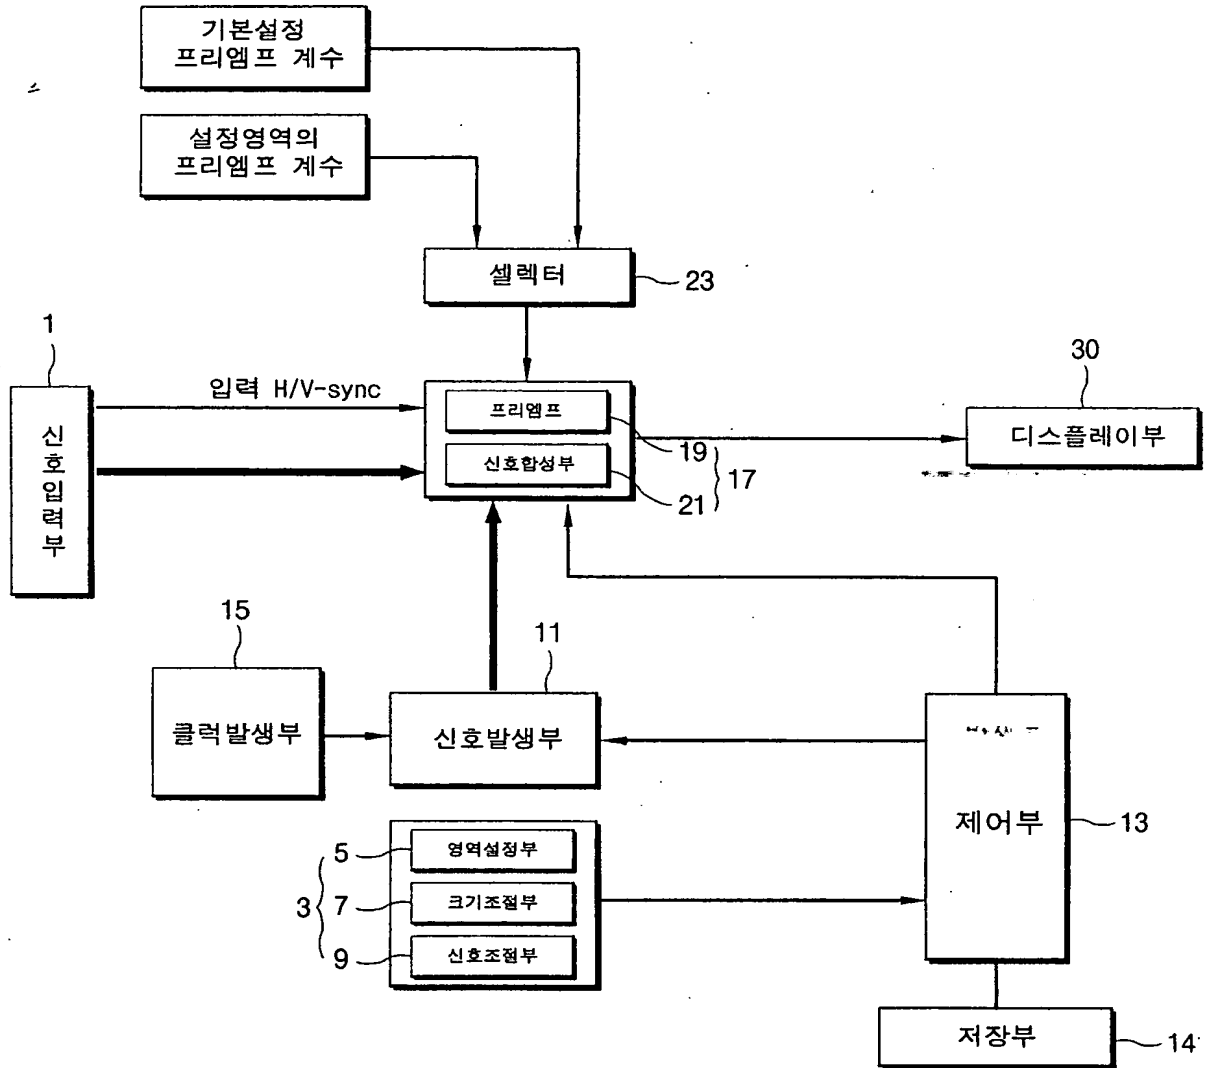 기본설정
프리엠프 계수
설정영역의
프리엠프 계수
셀렉터
23
1
신호입력부
입력 H/V-sync
프리엠프
19
신호합성부
21
17
30
디스플레이부
15
클럭발생부
11
신호발생부
제어부
13
3
5
영역설정부
7
크기조절부
9
신호조절부
저장부
14